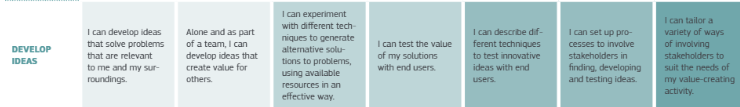 DEVELOP
IDEAS
I can develop ideas
that solve problems
that are relevant
to me and my sur-
roundings.
Alone and as part
of a team, I can
develop ideas that
create value for
others.
I can experiment
with different tech-
niques to generate
alternative solu-
tions to problems,
using available
resources in an
effective way.
I can test the value
of my solutions
with end users.
I can describe dif-
ferent techniques
to test innovative
ideas with end
users.
I can set up pro-
cesses to involve
stakeholders in
finding, developing
and testing ideas.
I can tailor a
variety of ways
of involving
stakeholders to
suit the needs of
my value-creating
activity.